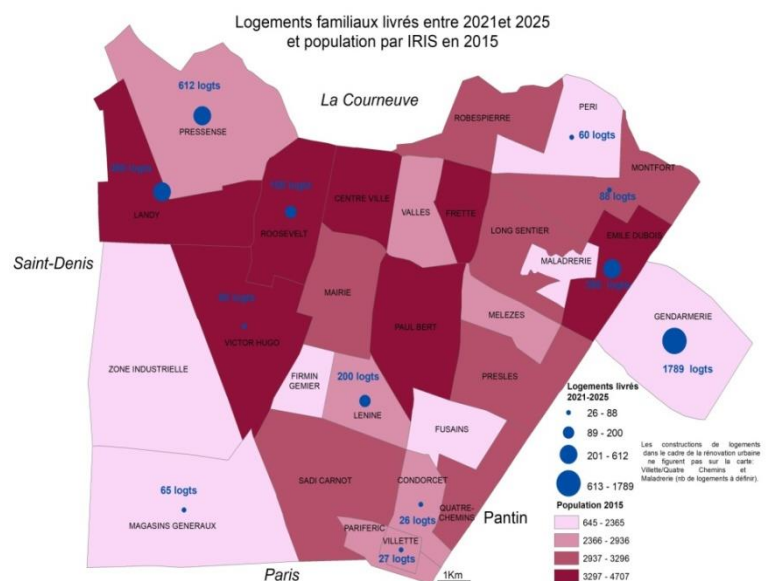 Logements familiaux livrés entre 2021et 2025
et population par IRIS en 2015
La Courneuve
612 logts
PRESSENSE
ROBESPIERRE
PERI
60 logts
MONTFORT
88 logts
logts
LANDY
logts
ROOSEVELT
CENTRE VILLE
VALLES
FRETTE
LONG SENTIER
EMILE DUBOIS
MALADRERIE
logts
Saint-Denis
MAIRIE
logts
VICTOR HUGO
PAUL BERT
MELEZES
GENDARMERIE
1789 logts
ZONE INDUSTRIELLE
FIRMIN
GEMIER
200 logts
LENINE
PRESLES
FUSAINS
SADI CARNOT
CONDORCET
26 logts
QUATRE-
CHEMINS
65 logts
MAGASINS GENERAUX
PARIFERIC
VILLETTE
27 logts
Pantin
Paris
1Km
Logements livrés
2021-2025
26 - 88
89 - 200
201 - 612
613 - 1789
Les constructions de logements
dans le cadre de la rénovation urbaine
ne figurent pas sur la carte:
Villette/Quatre Chemins et
Maladrerie (nb de logements à définir).
Population 2015
645 - 2365
2366 - 2936
2937 - 3296
3297 - 4707